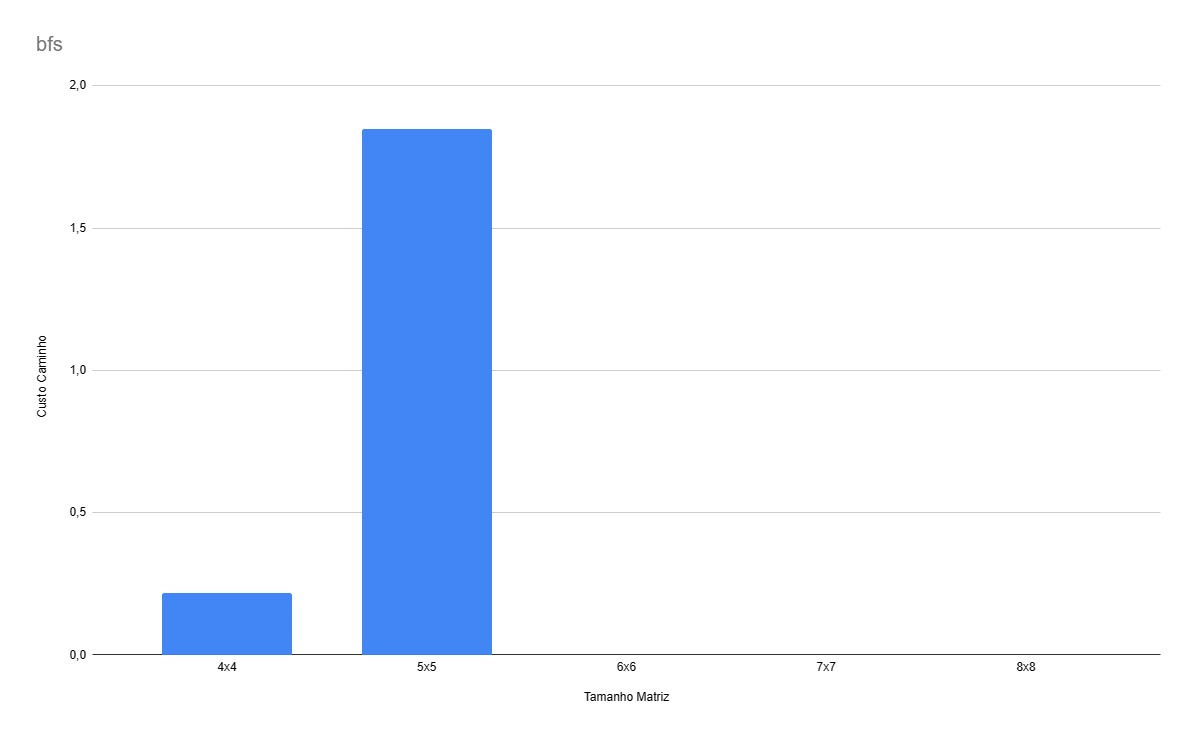 bfs
2,0
1,5
1,0
0,5
0,0
Custo Caminho
4x4 5x5 6x6 7x7 8x8
Tamanho Matriz